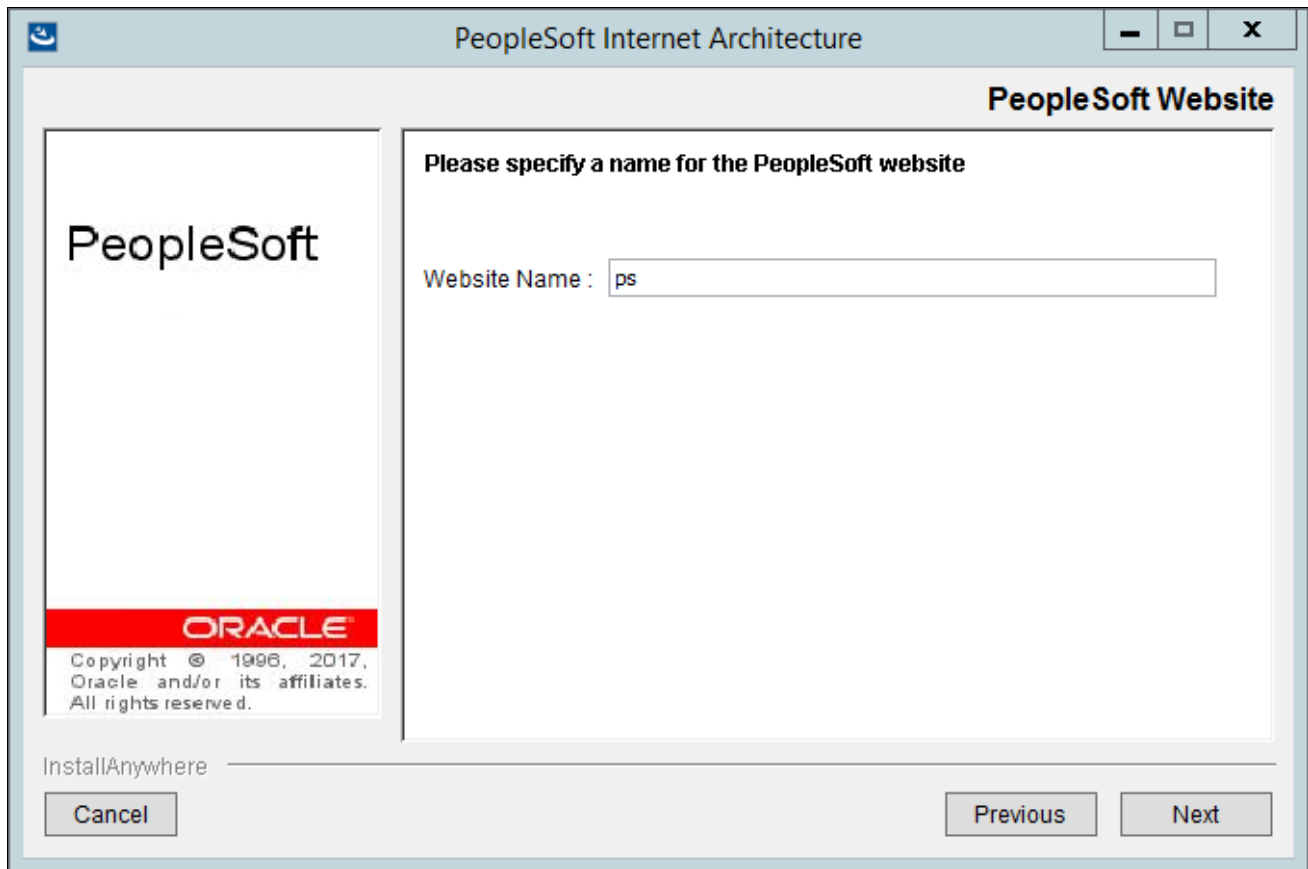 PeopleSoft Internet Architecture
PeopleSoft Website
PeopleSoft
Please specify a name for the PeopleSoft website
Website Name : ps
ORACLE
Copyright © 1996, 2017,
Oracle and/or its affiliates.
All rights reserved.
InstallAnywhere
Cancel
Previous
Next